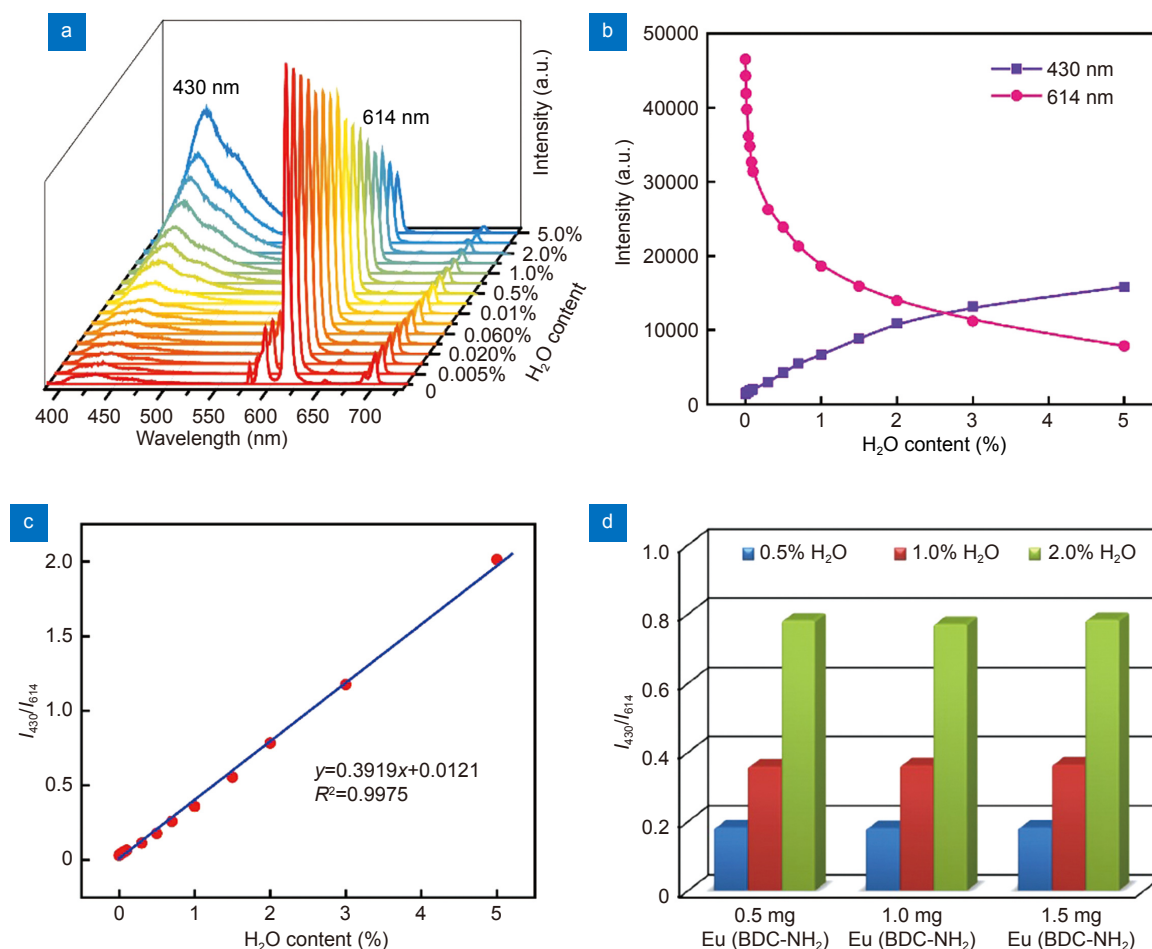 a
430 nm
614 nm
Intensity (a.u.)
5.0%
2.0%
1.0%
0.5%
0.01%
0.060%
0.020%
0.005%
0
H₂O content
400 450 500 550 600 650 700
Wavelength (nm)
b
50000
40000
30000
20000
10000
0
Intensity (a.u.)
430 nm
614 nm
0 1 2 3 4 5
H₂O content (%)
c
2.0
1.5
1.0
0.5
0
I₄₃₀/I₆₁₄
y=0.3919x+0.0121
R²=0.9975
0 1 2 3 4 5
H₂O content (%)
d
1.0
0.8
0.6
0.4
0.2
0
I₄₃₀/I₆₁₄
0.5% H₂O 1.0% H₂O 2.0% H₂O
0.5 mg 1.0 mg 1.5 mg
Eu (BDC-NH₂) Eu (BDC-NH₂) Eu (BDC-NH₂)